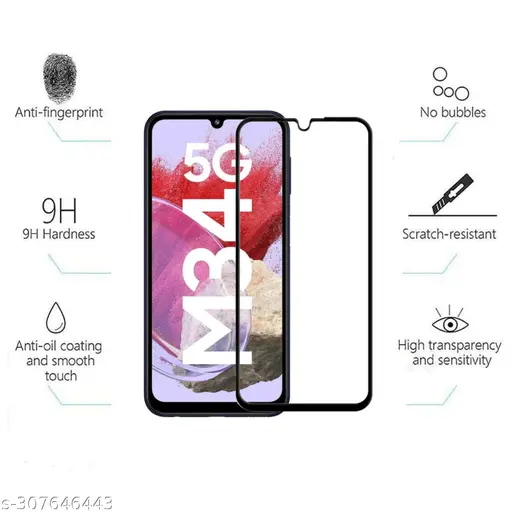 Anti-fingerprint
No bubbles
5G
M34
9H
9H Hardness
Scratch-resistant
Anti-oil coating
and smooth
touch
High transparency
and sensitivity
s-307646443